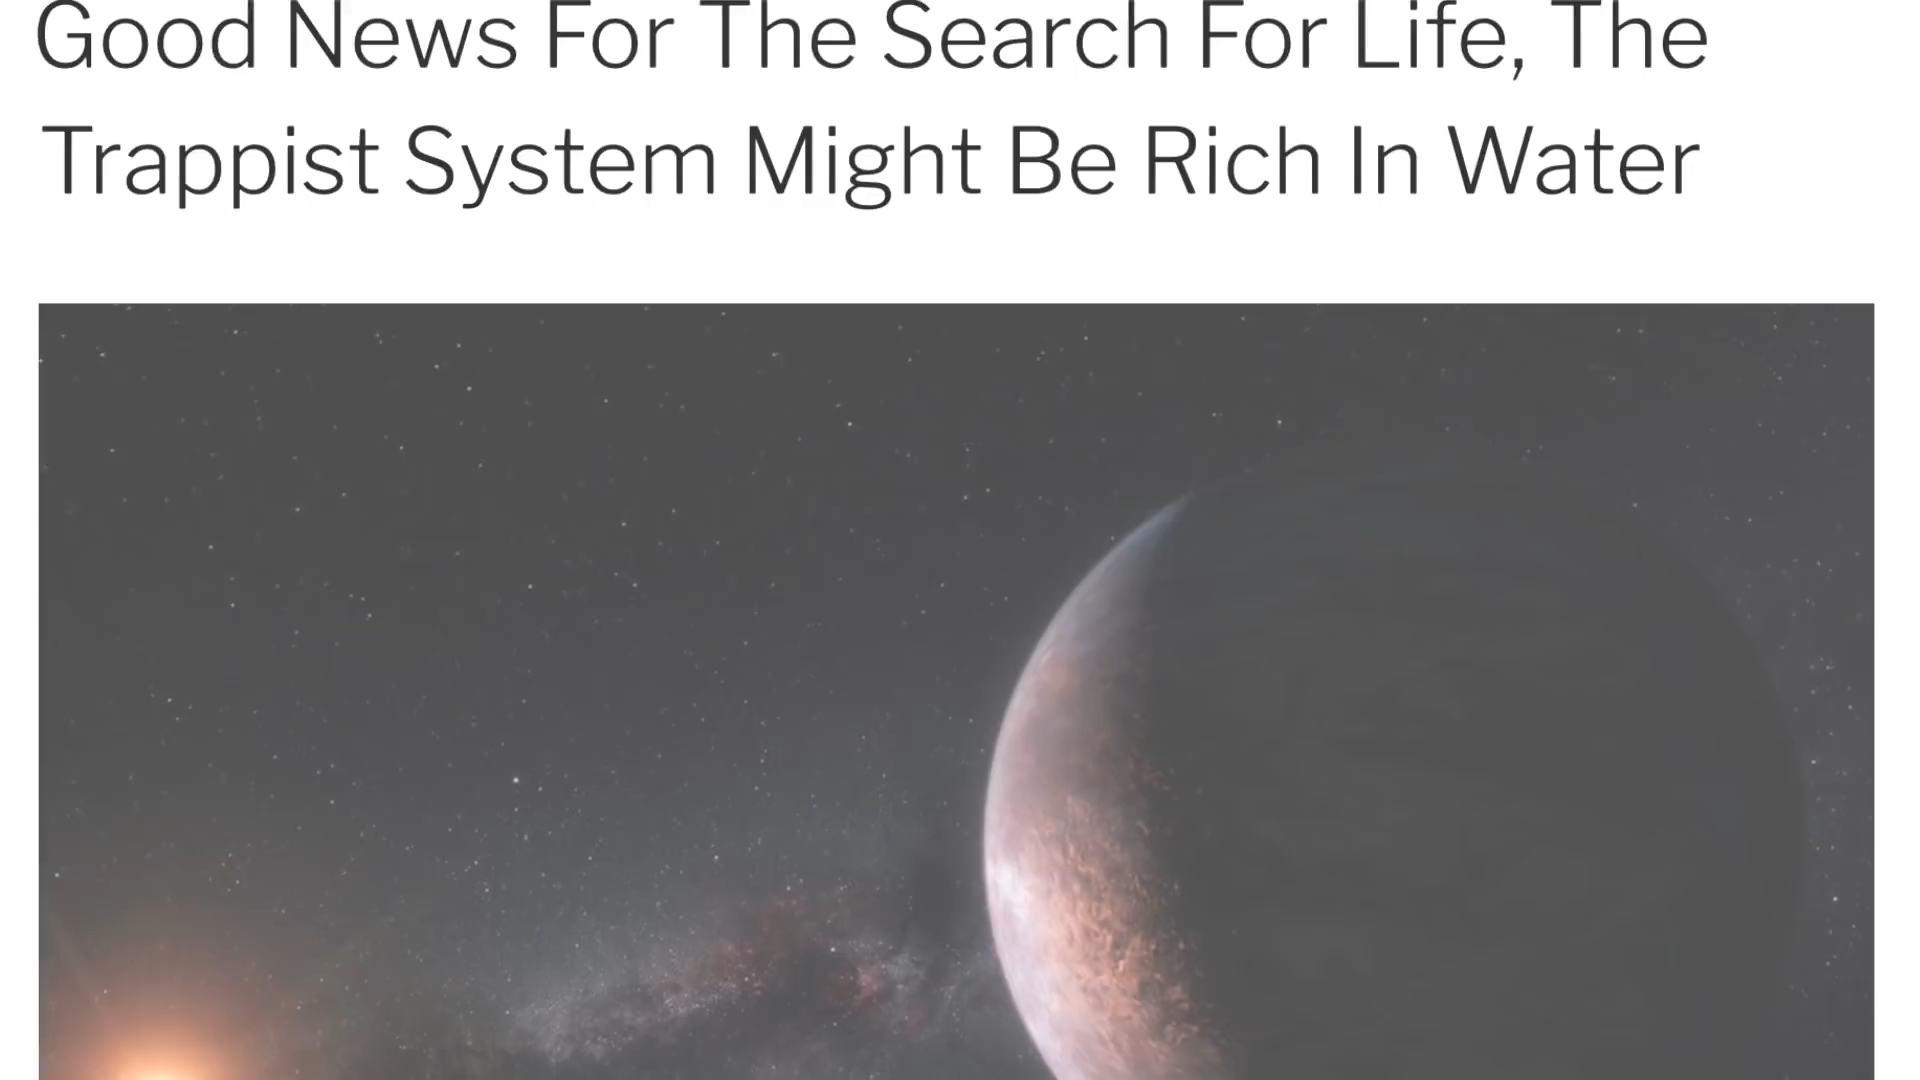 Good News For The Search For Life, The
Trappist System Might Be Rich In Water